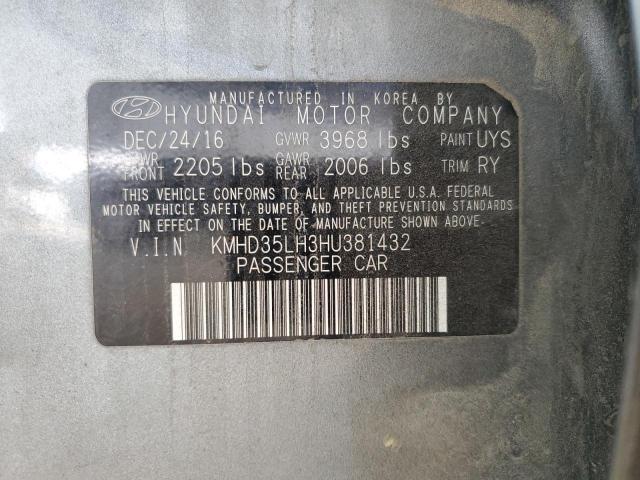 MANUFACTURED IN KOREA BY
HYUNDAI MOTOR COMPANY
DEC/24/16 GVWR 3968 lbs PAINT UYS
GAWR FRONT 2205 lbs GAWR REAR 2006 lbs TRIM RY
THIS VEHICLE CONFORMS TO ALL APPLICABLE U.S.A. FEDERAL
MOTOR VEHICLE SAFETY, BUMPER, AND THEFT PREVENTION STANDARDS
IN EFFECT ON THE DATE OF MANUFACTURE SHOWN ABOVE.
V.I.N KMHD35LH3HU381432
PASSENGER CAR